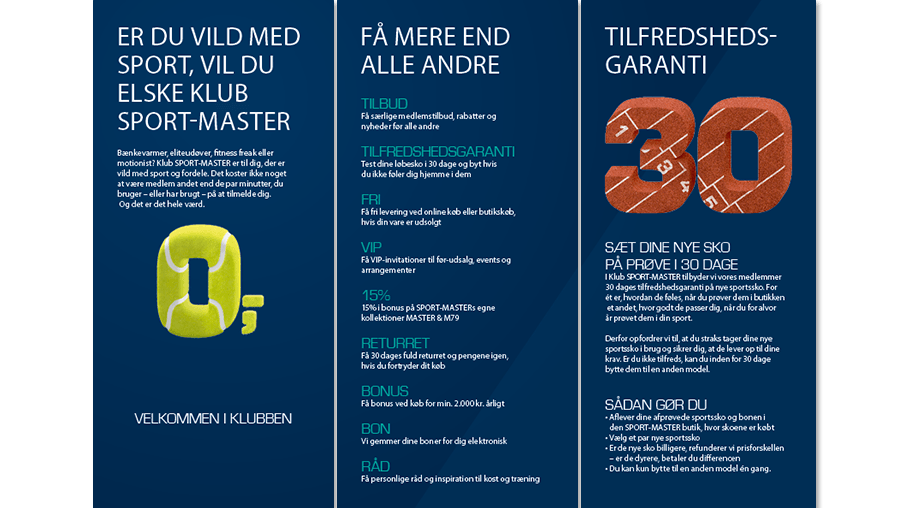 ER DU VILD MED
SPORT, VIL DU
ELSKE KLUB
SPORT-MASTER
Bænkevarmer, eliteudøver, fitness freak eller
motionist? Klub SPORT-MASTER er til dig, der er
vild med sport og fordele. Det koster ikke noget
at være medlem andet end de par minutter, du
bruger – eller har brugt – på at tilmelde dig.
Og det er det hele værd.
0,-
VELKOMMEN I KLUBBEN
FÅ MERE END
ALLE ANDRE
TILBUD
Få særlige medlemstilbud, rabatter og
nyheder før alle andre
TILFREDSHEDSGARANTI
Test dine løbesko i 30 dage og byt hvis
du ikke føler dig hjemme i dem
FRI
Få fri levering ved online køb eller butikskøb,
hvis din vare er udsolgt
VIP
Få VIP-invitationer til før-udsalg, events og
arrangementer
15%
15% i bonus på SPORT-MASTERs egne
kollektioner MASTER & M79
RETURRET
Få 30 dages fuld returret og pengene igen,
hvis du fortryder dit køb
BONUS
Få bonus ved køb for min. 2.000 kr. årligt
BON
Vi gemmer dine boner for dig elektronisk
RÅD
Få personlige råd og inspiration til kost og træning
TILFREDSHEDS-
GARANTI
30
1 2 3 4 5
SÆT DINE NYE SKO
PÅ PRØVE I 30 DAGE
I Klub SPORT-MASTER tilbyder vi vores medlemmer
30 dages tilfredshedsgaranti på nye sportssko. For
ét er, hvordan de føles, når du prøver dem i butikken
et andet, hvor godt de passer dig, når du for alvor
år prøvet dem i din sport.
Derfor opfordrer vi til, at du straks tager dine nye
sportssko i brug og sikrer dig, at de lever op til dine
krav. Er du ikke tilfreds, kan du inden for 30 dage
bytte dem til en anden model.
SÅDAN GØR DU
• Aflever dine afprøvede sportssko og bonen i
den SPORT-MASTER butik, hvor skoene er købt
• Vælg et par nye sportssko
• Er de nye sko billigere, refunderer vi prisforskellen
– er de dyrere, betaler du differencen
• Du kan kun bytte til en anden model én gang.